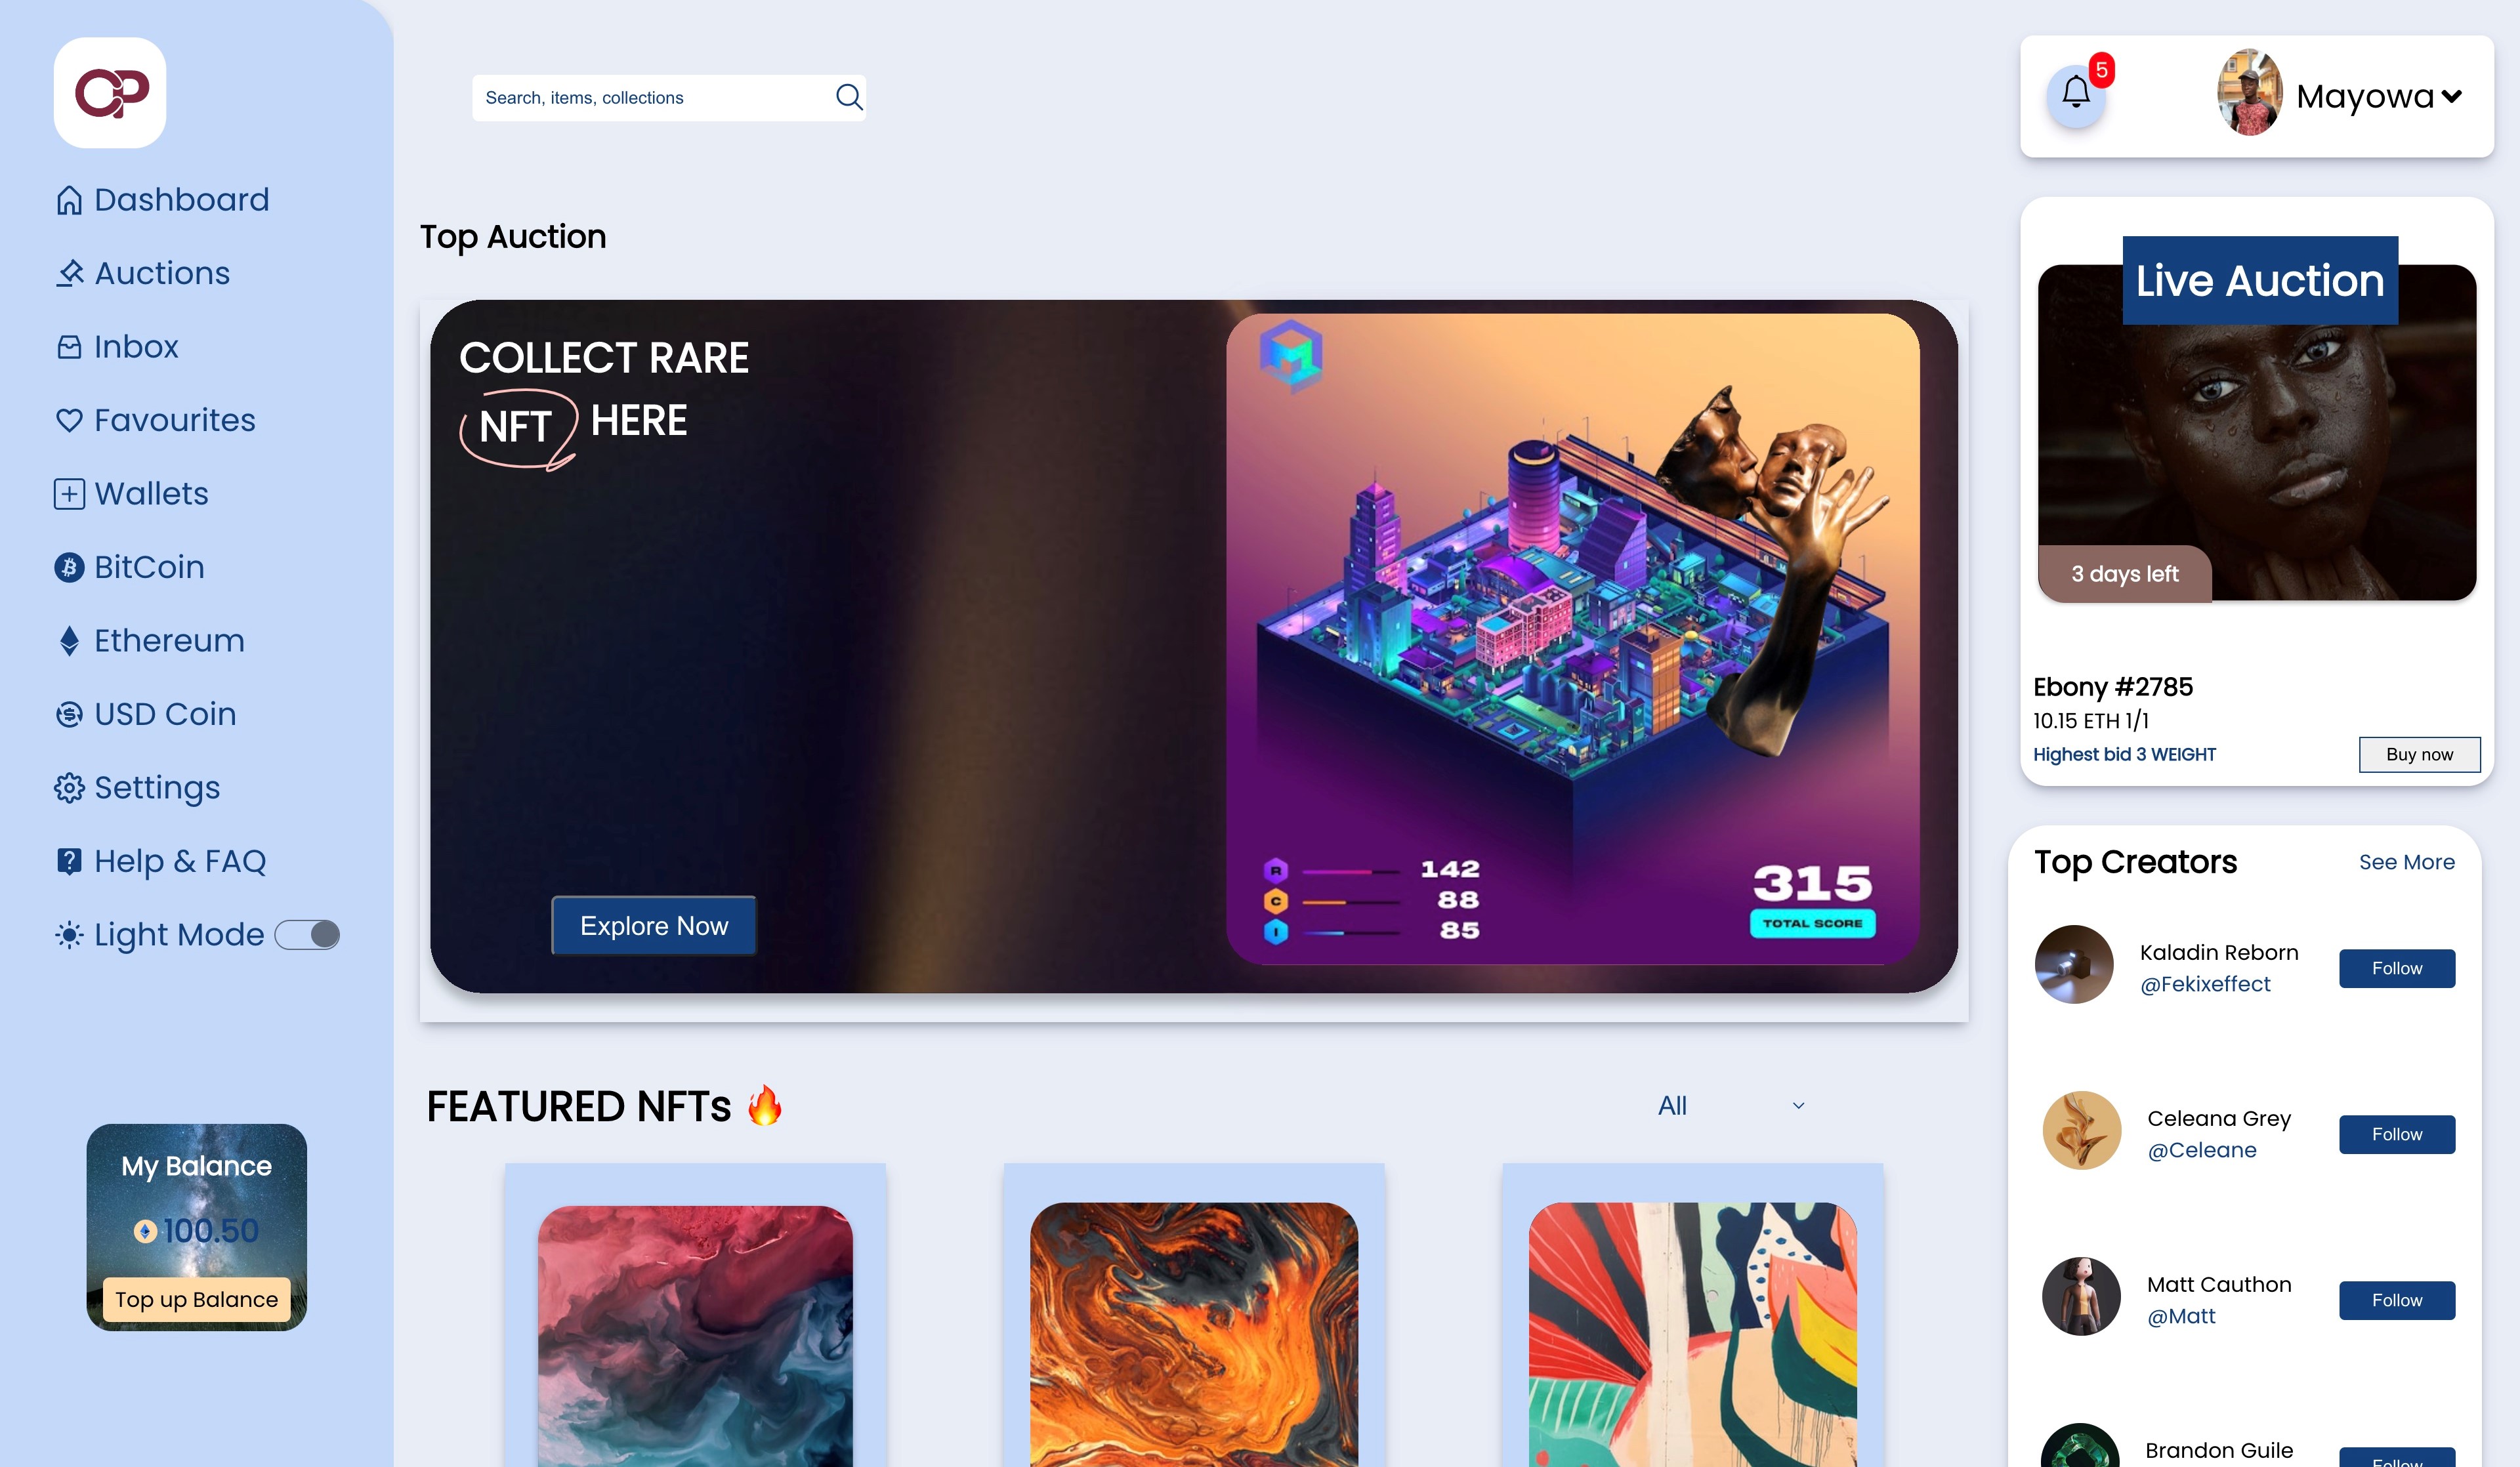 CP
Dashboard
Auctions
Inbox
Favourites
Wallets
BitCoin
Ethereum
USD Coin
Settings
Help & FAQ
Light Mode
My Balance
100.50
Top up Balance
Search, items, collections
Top Auction
COLLECT RARE
NFT HERE
Explore Now
R 142
C 88
I 85
315
TOTAL SCORE
FEATURED NFTs 🔥
All
5
Mayowa
Live Auction
3 days left
Ebony #2785
10.15 ETH 1/1
Highest bid 3 WEIGHT
Buy now
Top Creators
See More
Kaladin Reborn
@Fekixeffect
Follow
Celeana Grey
@Celeane
Follow
Matt Cauthon
@Matt
Follow
Brandon Guile
Follow